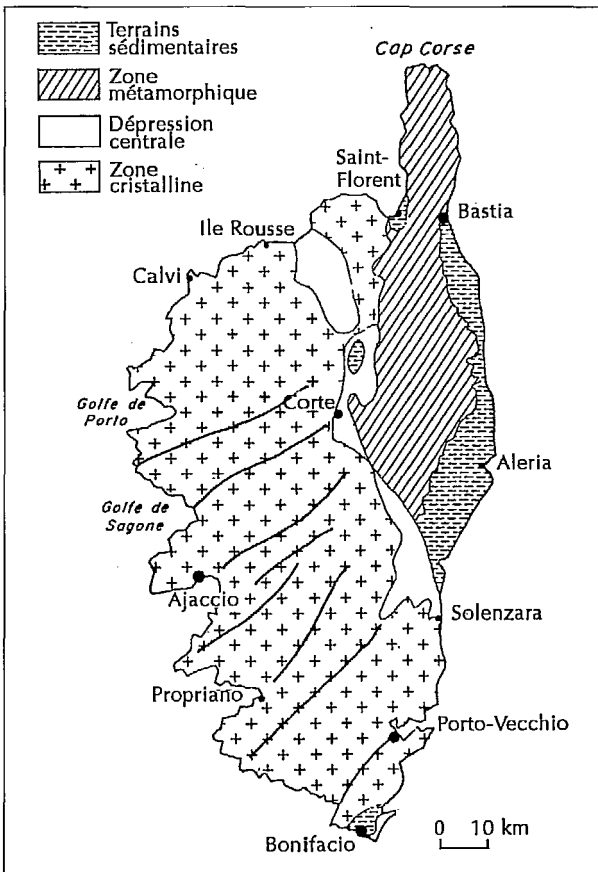 Terrains
sédimentaires
Zone
métamorphique
Dépression
centrale
Zone
cristalline
Cap Corse
Saint-
Florent
Bastia
Ile Rousse
Calvi
Golfe de
Porto
Corte
Aleria
Golfe de
Sagone
Ajaccio
Solenzara
Propriano
Porto-Vecchio
Bonifacio
0 10 km